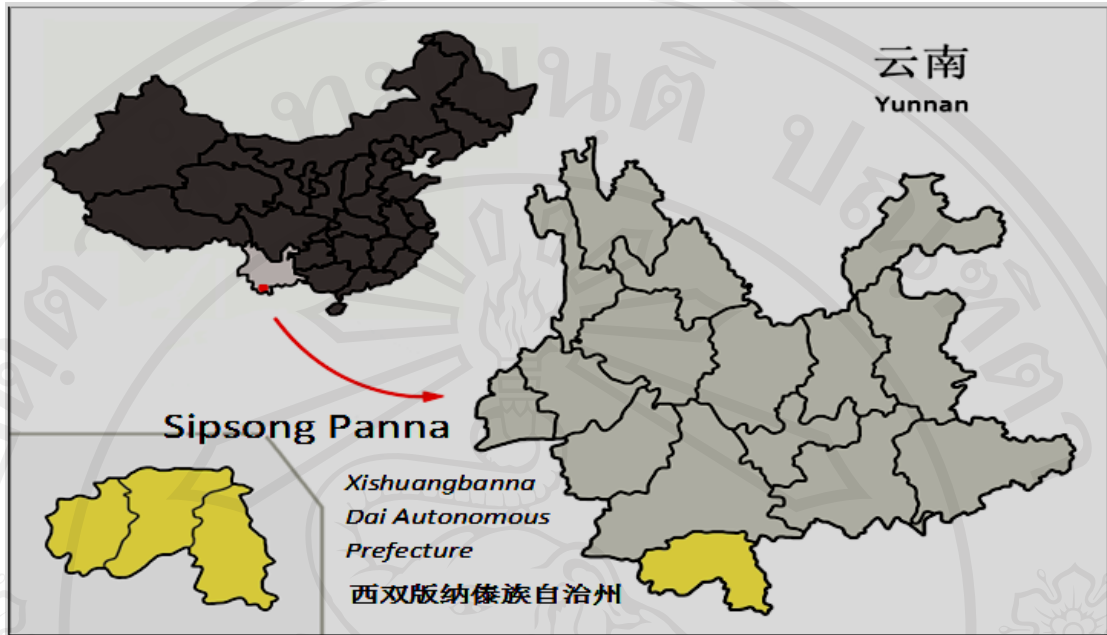 云南
Yunnan
Sipsong Panna
Xishuangbanna
Dai Autonomous
Prefecture
西双版纳傣族自治州